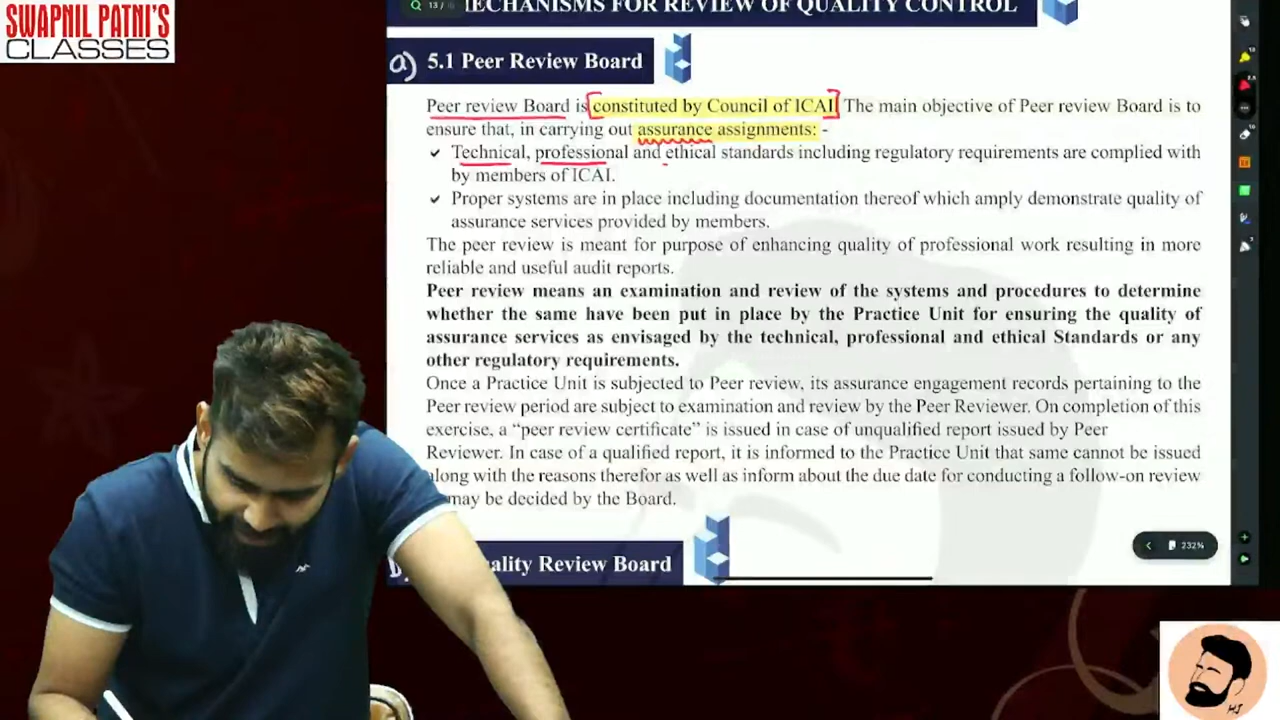 SWAPNIL PATNI'S
CLASSES
13 /
MECHANISMS FOR REVIEW OF QUALITY CONTROL
a) 5.1 Peer Review Board
Peer review Board is constituted by Council of ICAI. The main objective of Peer review Board is to
ensure that, in carrying out assurance assignments: -
✓ Technical, professional and ethical standards including regulatory requirements are complied with
by members of ICAI.
✓ Proper systems are in place including documentation thereof which amply demonstrate quality of
assurance services provided by members.
The peer review is meant for purpose of enhancing quality of professional work resulting in more
reliable and useful audit reports.
Peer review means an examination and review of the systems and procedures to determine
whether the same have been put in place by the Practice Unit for ensuring the quality of
assurance services as envisaged by the technical, professional and ethical Standards or any
other regulatory requirements.
Once a Practice Unit is subjected to Peer review, its assurance engagement records pertaining to the
Peer review period are subject to examination and review by the Peer Reviewer. On completion of this
exercise, a “peer review certificate” is issued in case of unqualified report issued by Peer
Reviewer. In case of a qualified report, it is informed to the Practice Unit that same cannot be issued
along with the reasons therefor as well as inform about the due date for conducting a follow-on review
may be decided by the Board.
ality Review Board
232%
HJ